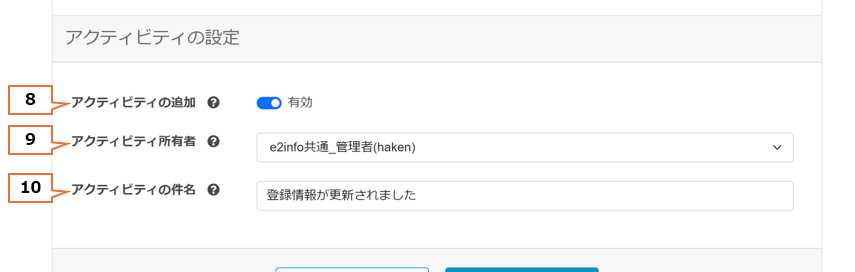 アクティビティの設定
8 アクティビティの追加 ? 有効
9 アクティビティ所有者 ? e2info共通_管理者(haken)
10 アクティビティの件名 ? 登録情報が更新されました